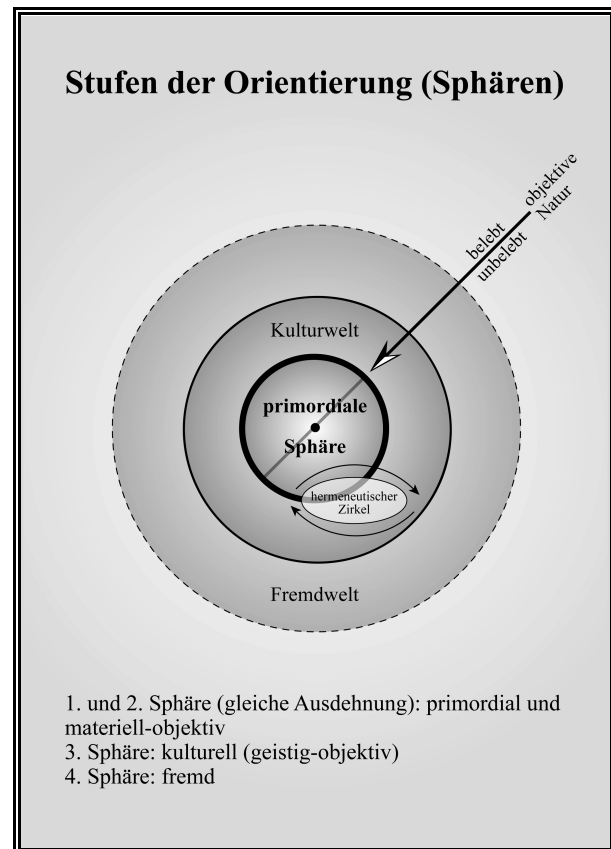 Stufen der Orientierung (Sphären)
objektive
Natur
belebt
unbelebt
Kulturwelt
primordiale
Sphäre
hermeneutischer
Zirkel
Fremdwelt
1. und 2. Sphäre (gleiche Ausdehnung): primordial und
materiell-objektiv
3. Sphäre: kulturell (geistig-objektiv)
4. Sphäre: fremd